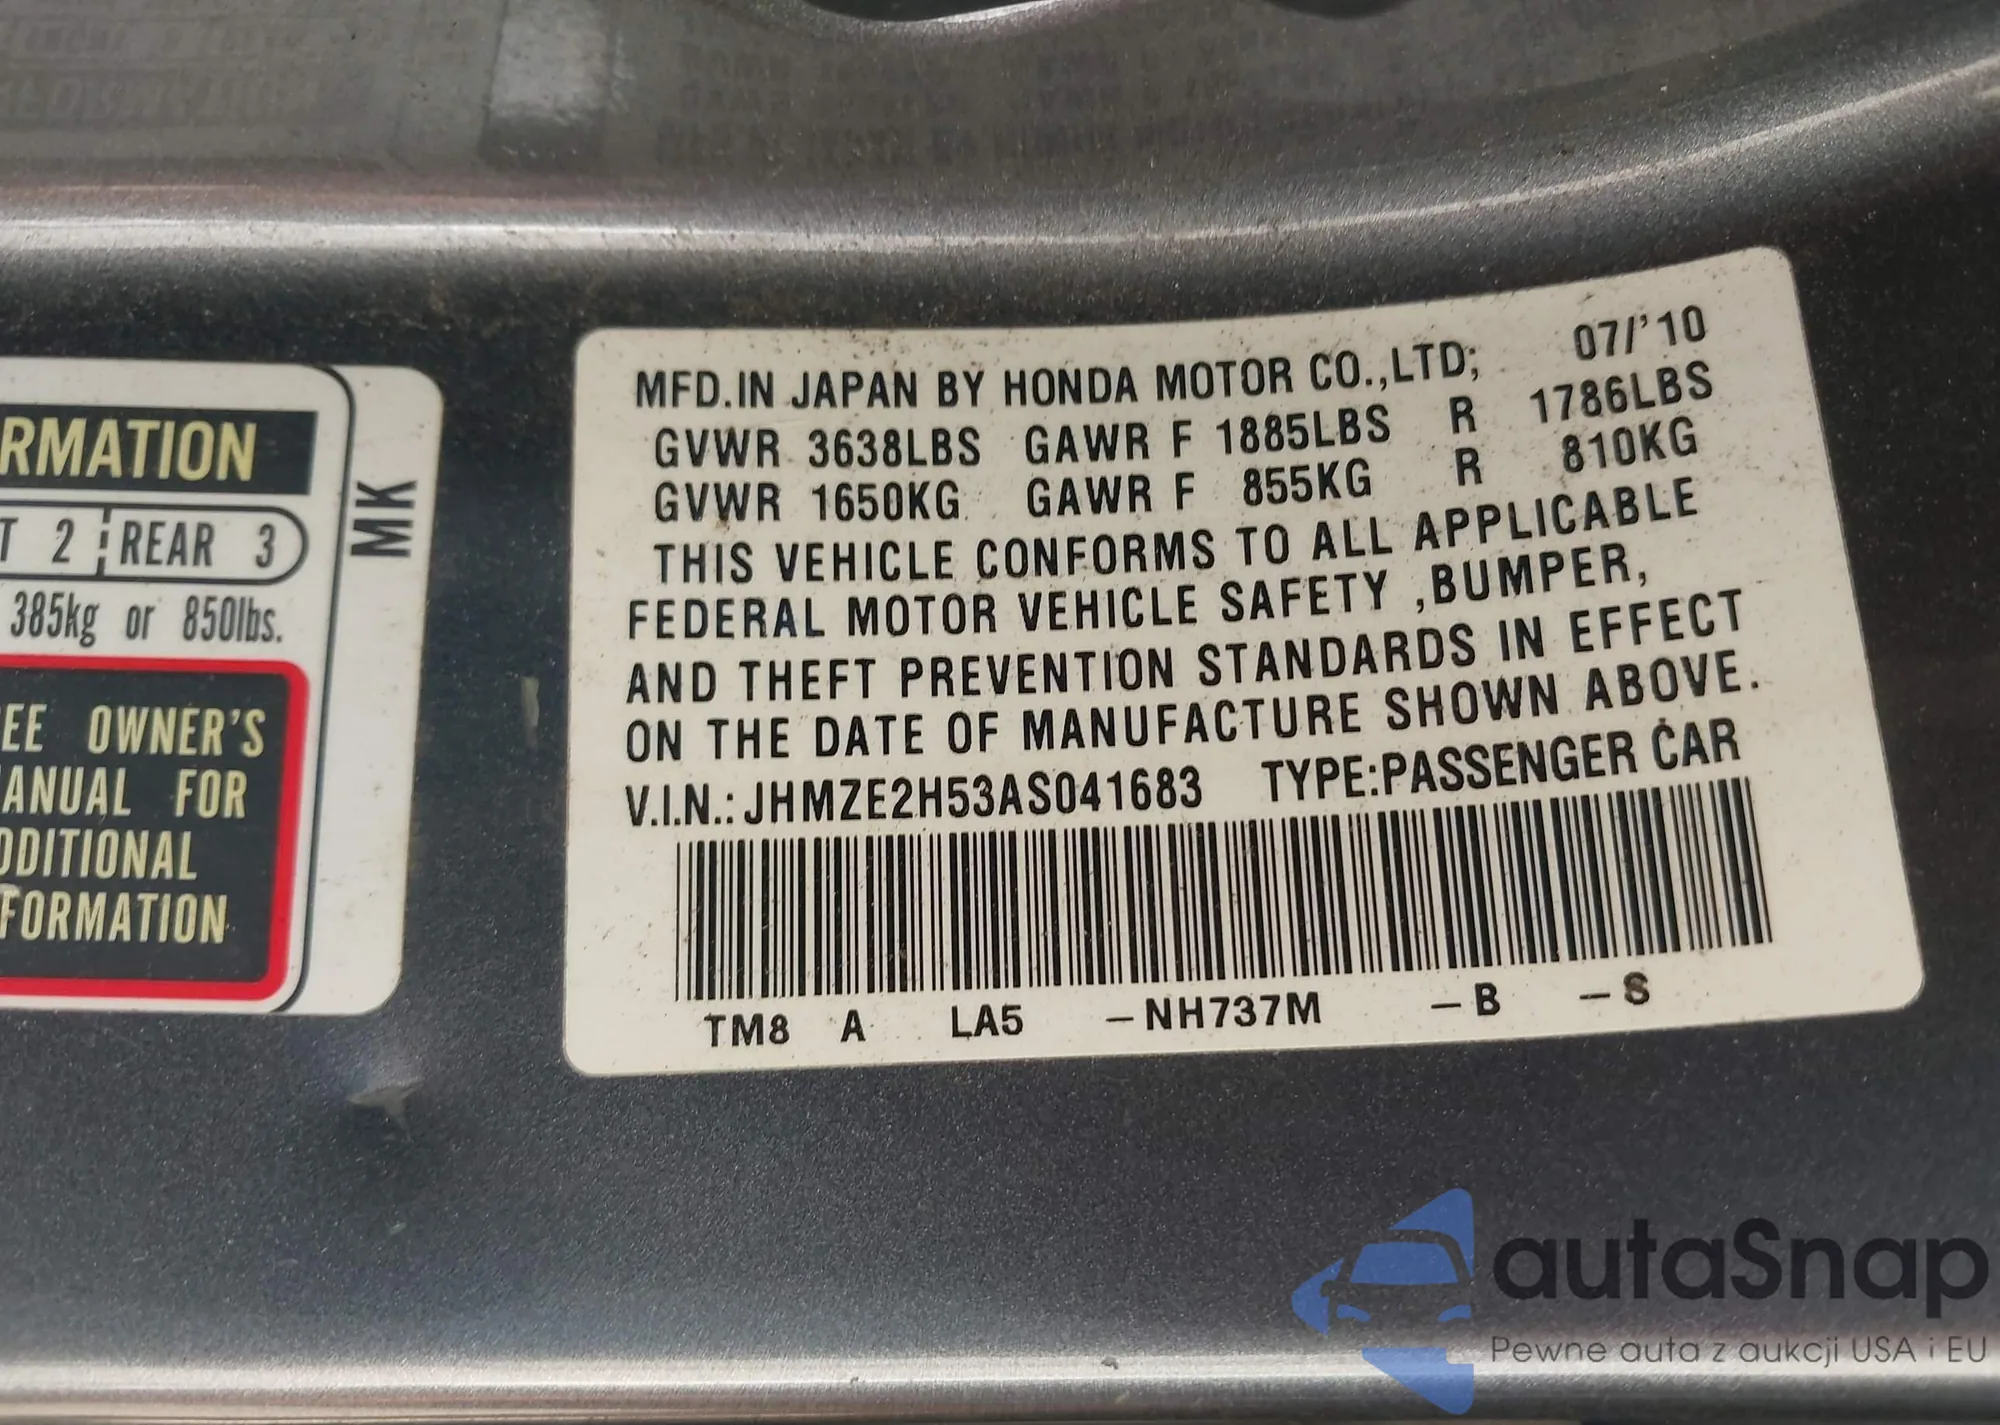 RMATION
T 2 REAR 3
385kg or 850lbs.
EE OWNER'S
ANUAL FOR
DDITIONAL
FORMATION
MK
MFD.IN JAPAN BY HONDA MOTOR CO.,LTD; 07/'10
GVWR 3638LBS GAWR F 1885LBS R 1786LBS
GVWR 1650KG GAWR F 855KG R 810KG
THIS VEHICLE CONFORMS TO ALL APPLICABLE
FEDERAL MOTOR VEHICLE SAFETY ,BUMPER,
AND THEFT PREVENTION STANDARDS IN EFFECT
ON THE DATE OF MANUFACTURE SHOWN ABOVE.
V.I.N.: JHMZE2H53AS041683 TYPE:PASSENGER CAR
TM8 A LA5 -NH737M -B -S
autaSnap
Pewne auta z aukcji USA i EU